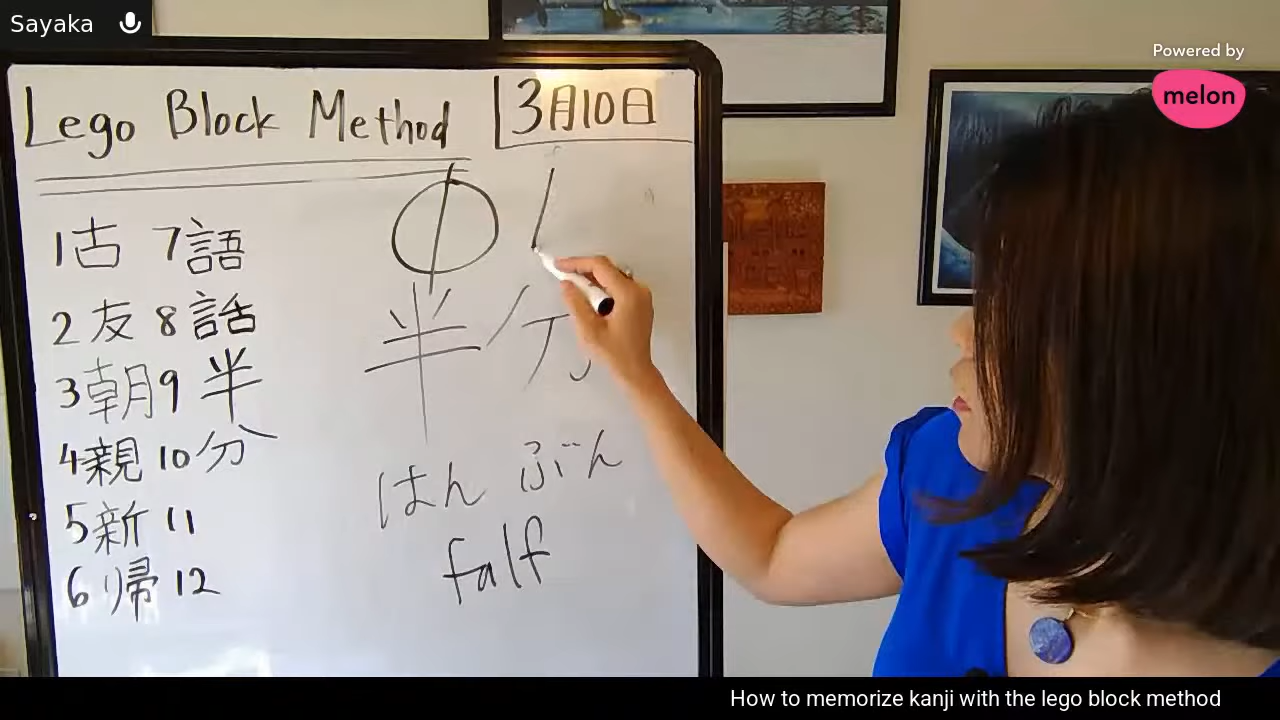 Sayaka
Powered by
melon
Lego Block Method
3月10日
1古 7語
2友 8話
3朝 9半
4親 10分
5新 11
6帰 12
半分
はんぶん
falf
How to memorize kanji with the lego block method